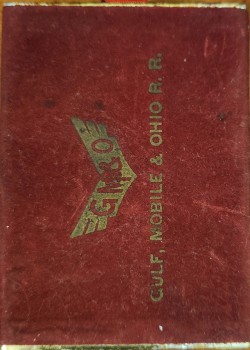 GM&O
GULF, MOBILE & OHIO R. R.